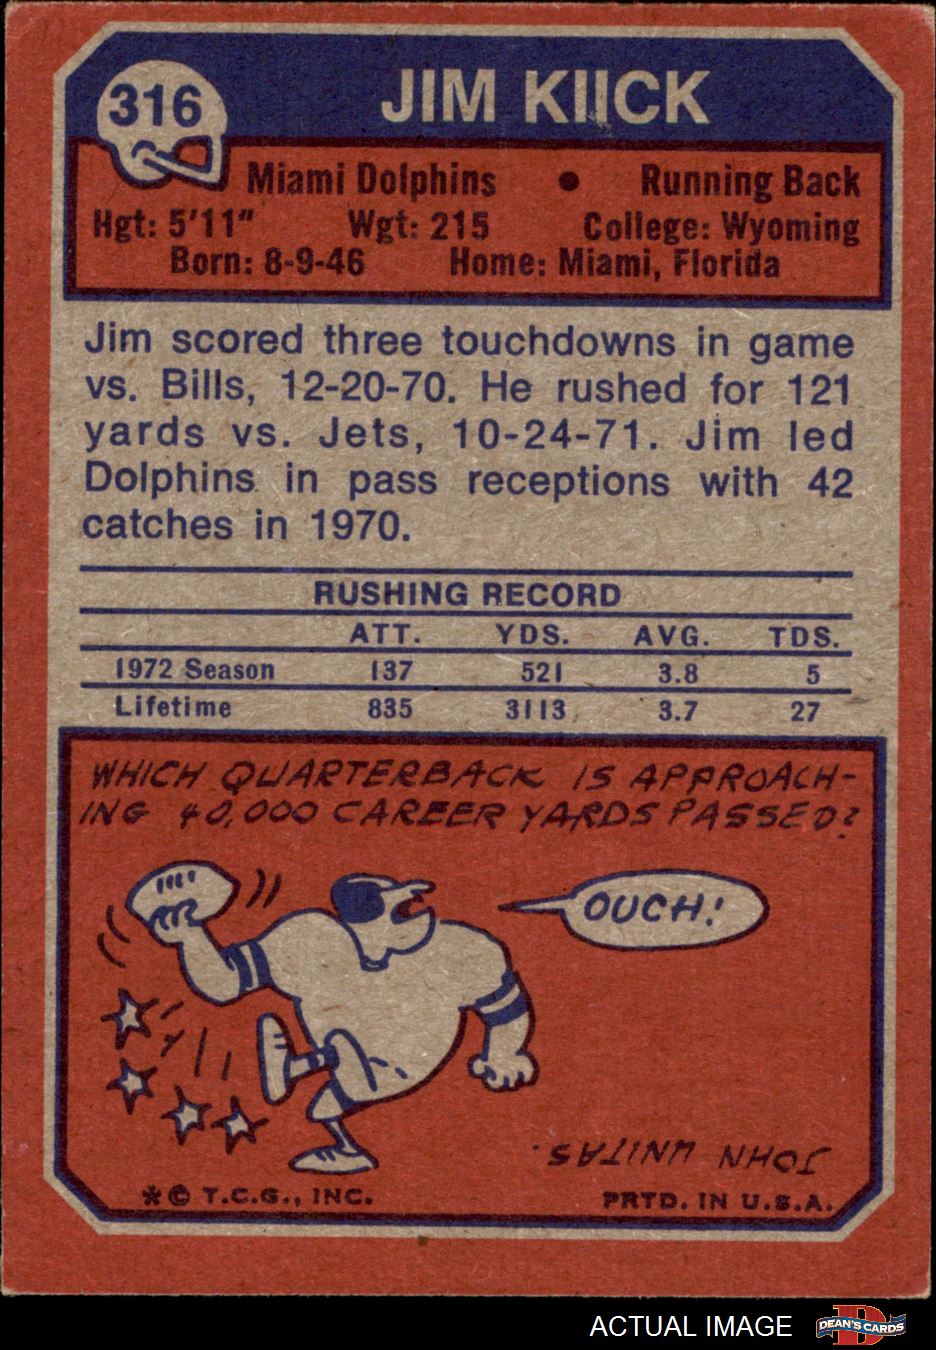 316
JIM KIICK
Miami Dolphins • Running Back
Hgt: 5'11" Wgt: 215 College: Wyoming
Born: 8-9-46 Home: Miami, Florida
Jim scored three touchdowns in game
vs. Bills, 12-20-70. He rushed for 121
yards vs. Jets, 10-24-71. Jim led
Dolphins in pass receptions with 42
catches in 1970.
RUSHING RECORD
ATT. YDS. AVG. TDS.
1972 Season 137 521 3.8 5
Lifetime 835 3113 3.7 27
WHICH QUARTERBACK IS APPROACH-
ING 40,000 CAREER YARDS PASSED?
OUCH!
JOHN UNITAS.
*© T.C.G., INC. PRTD. IN U.S.A.
ACTUAL IMAGE
DEAN'S CARDS